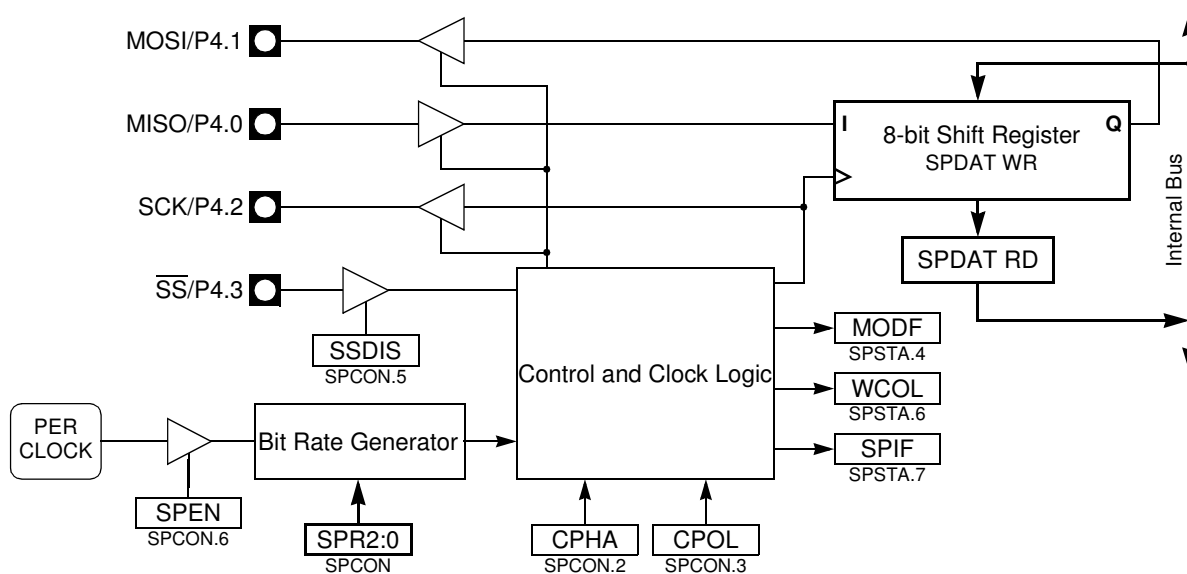 MOSI/P4.1
MISO/P4.0
I
8-bit Shift Register
Q
SPDAT WR
SCK/P4.2
Internal Bus
SPDAT RD
SS/P4.3
MODF
SPSTA.4
SSDIS
SPCON.5
Control and Clock Logic
WCOL
SPSTA.6
PER
CLOCK
Bit Rate Generator
SPIF
SPSTA.7
SPEN
SPCON.6
SPR2:0
SPCON
CPHA
SPCON.2
CPOL
SPCON.3